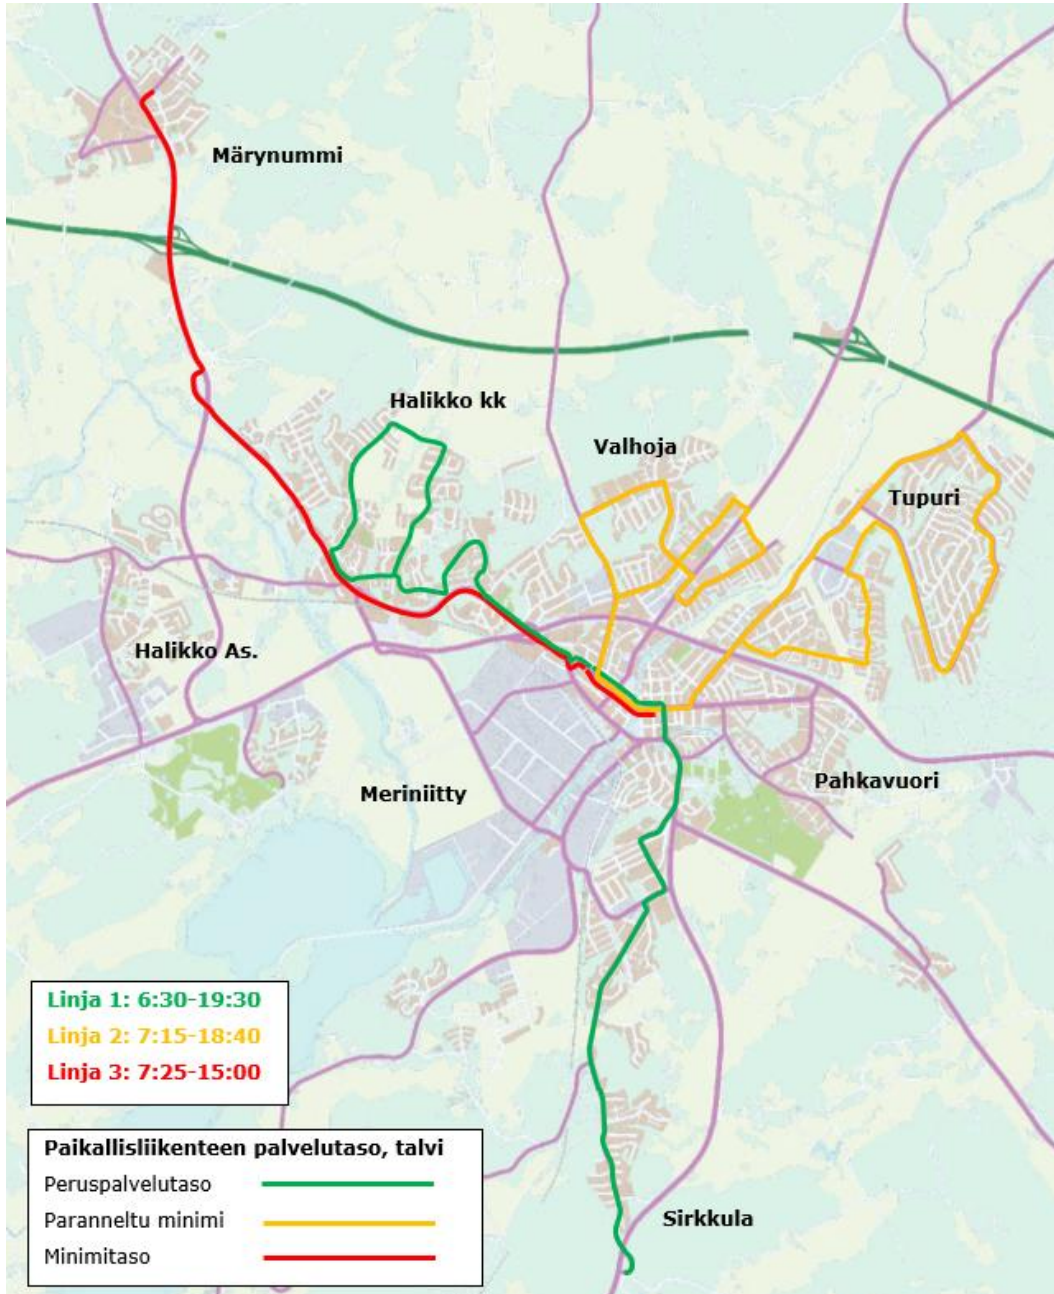 Märynummi
Halikko kk
Valhoja
Tupuri
Halikko As.
Meriniitty
Pahkavuori
Linja 1: 6:30-19:30
Linja 2: 7:15-18:40
Linja 3: 7:25-15:00
Paikallisliikenteen palvelutaso, talvi
Peruspalvelutaso
Paranneltu minimi
Minimitaso
Sirkkula